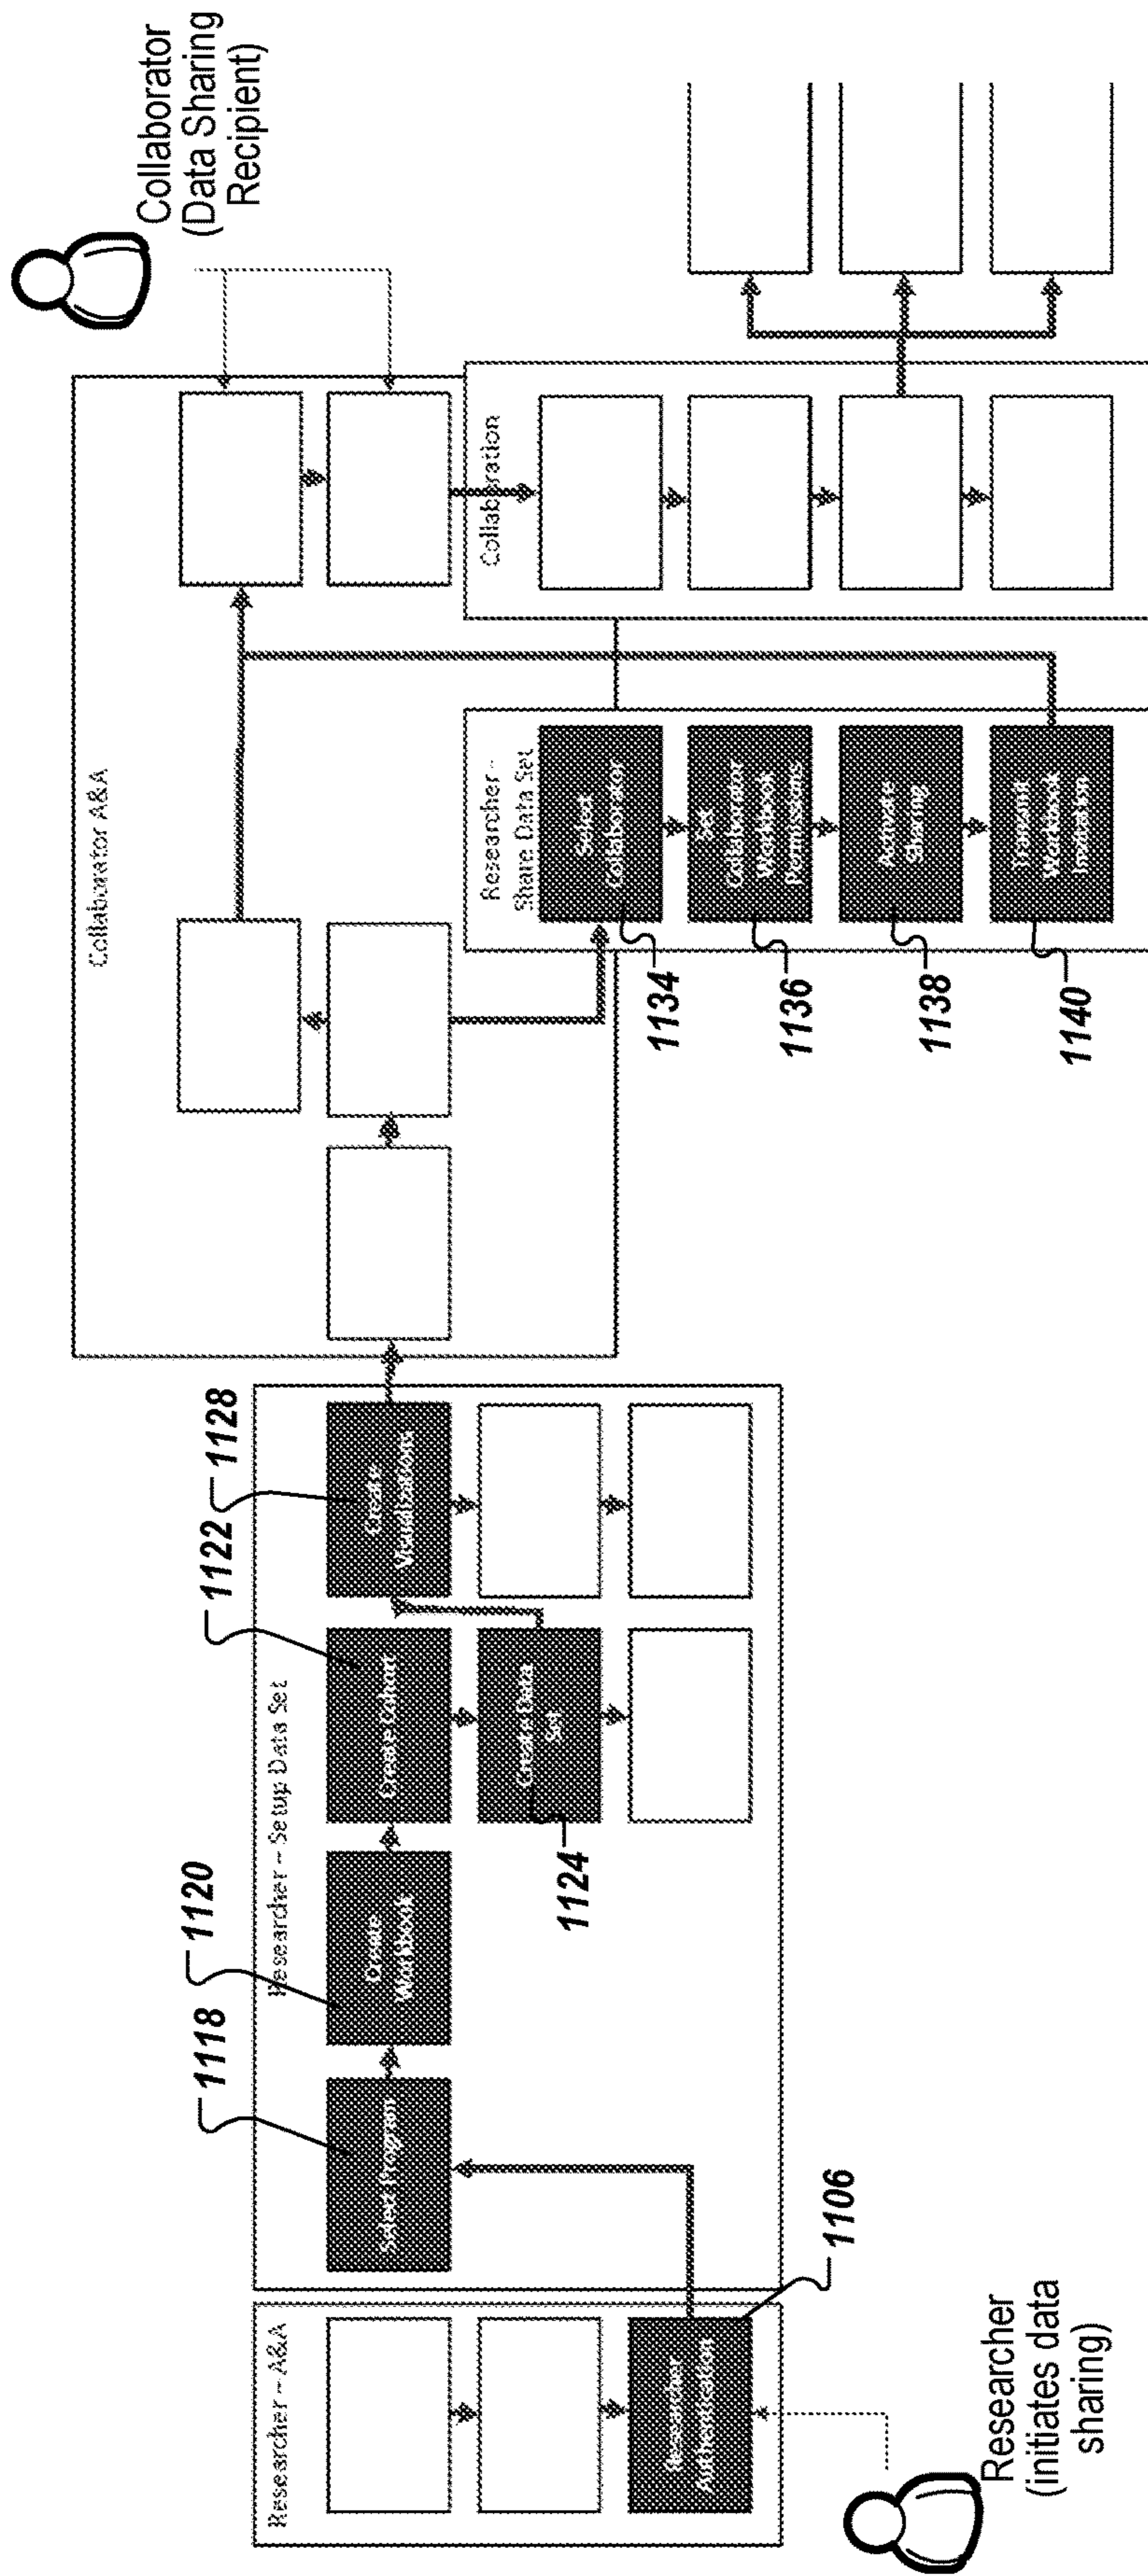 Researcher – A&A
Researcher
Authentication
1106
Researcher
(initiates data
sharing)
Researcher – Setup Data Set
Select Program
1118
Create
Workbook
1120
Create Cohort
1122
Create Data
Set
1124
Create
Visualizations
1128
Collaborator A&A
Researcher –
Share Data Set
Select
Collaborator
1134
Set
Collaborator
Workbook
Permissions
1136
Activate
Sharing
1138
Transmit
Workbook
Invitation
1140
Collaboration
Collaborator
(Data Sharing
Recipient)